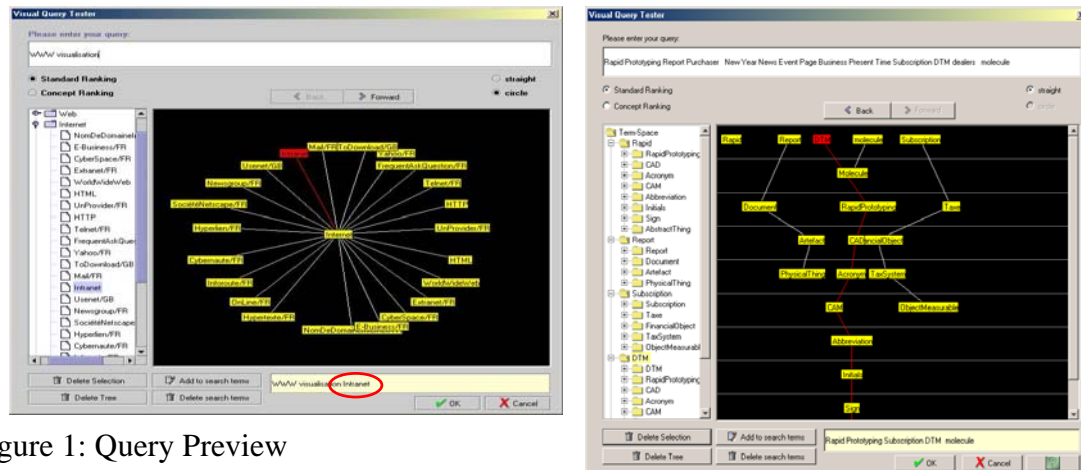 Visual Query Tester
Please enter your query:
WWW visualisation
Standard Ranking
Concept Ranking
straight
circle
Back
Forward
Web
Internet
E-Business/FR
CyberSpace/FR
Extranet/FR
WorldWideWeb
HTML
UnProvider/FR
HTTP
Telnet/FR
FrequentAskQues
Yahoo/FR
ToDownload/GB
Mail/FR
Intranet
Usenet/GB
Newsgroup/FR
SociétéNetscape
Hyperlien/FR
Cybernaute/FR
Mail/FR
ToDownload/GB
Yahoo/FR
Intranet
Usenet/GB
FrequentAskQuestion/FR
Newsgroup/FR
Telnet/FR
SociétéNetscape/FR
HTTP
Hyperlien/FR
Internet
UnProvider/FR
Cybernaute/FR
HTML
Inforoute/FR
WorldWideWeb
OnLine/FR
Extranet/FR
Hypertexte/FR
CyberSpace/FR
E-Business/FR
Delete Selection
Add to search terms
WWW visualisation Intranet
Delete Tree
Delete search terms
OK
Cancel
gure 1: Query Preview
Visual Query Tester
Please enter your query:
Rapid Prototyping Report Purchaser New Year News Event Page Business Present Time Subscription DTM dealers molecule
Standard Ranking
Concept Ranking
straight
circle
Back
Forward
Term-Space
Rapid
RapidPrototyping
CAD
Acronym
CAM
Abbreviation
Initials
Sign
AbstractThing
Report
Report
Document
Artefact
PhysicalThing
Subscription
Subscription
Taxe
FinancialObject
TaxSystem
ObjectMeasurabl
DTM
DTM
RapidPrototyping
CAD
Acronym
CAM
Rapid
Report
DTM
molecule
Subscription
Molecule
Document
RapidPrototyping
Taxe
Artefact
CAD
ancialObject
PhysicalThing
Acronym
TaxSystem
CAM
ObjectMeasurable
Abbreviation
Initials
Sign
Delete Selection
Add to search terms
Rapid Prototyping Subscription DTM molecule
Delete Tree
Delete search terms
OK
Cancel